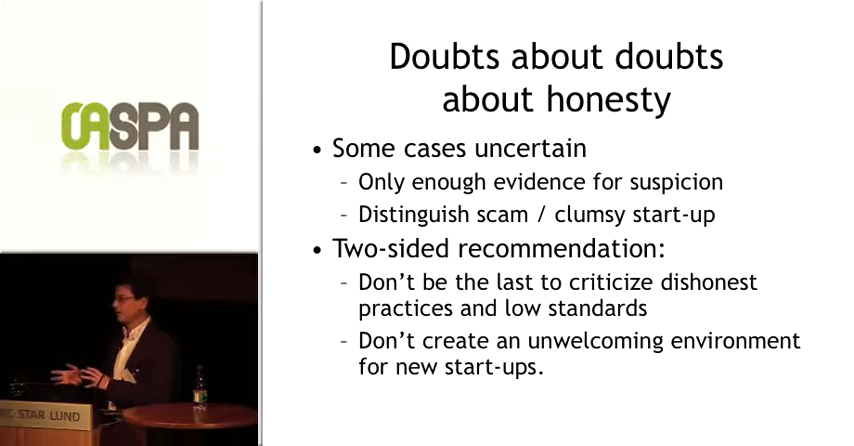 OASPA
Doubts about doubts
about honesty
• Some cases uncertain
- Only enough evidence for suspicion
- Distinguish scam / clumsy start-up
• Two-sided recommendation:
- Don't be the last to criticize dishonest
practices and low standards
- Don't create an unwelcoming environment
for new start-ups.
STAR LUND